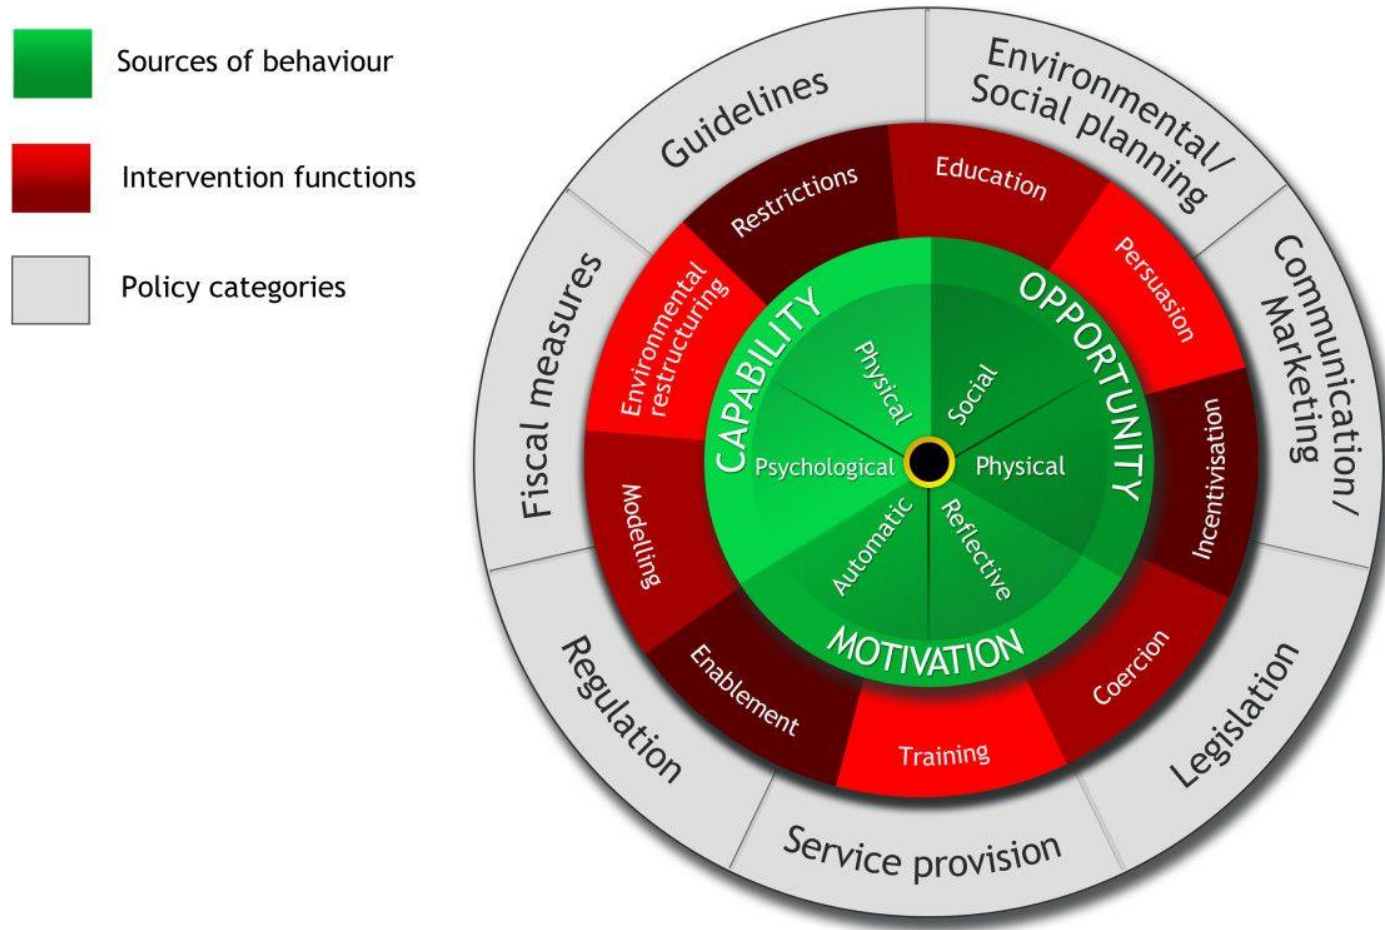 Sources of behaviour
Intervention functions
Policy categories
Guidelines
Environmental/
Social planning
Communication/
Marketing
Legislation
Service provision
Regulation
Fiscal measures
Restrictions
Education
Persuasion
Incentivisation
Coercion
Training
Enablement
Modelling
Environmental
restructuring
CAPABILITY
OPPORTUNITY
MOTIVATION
Physical
Social
Psychological
Physical
Automatic
Reflective